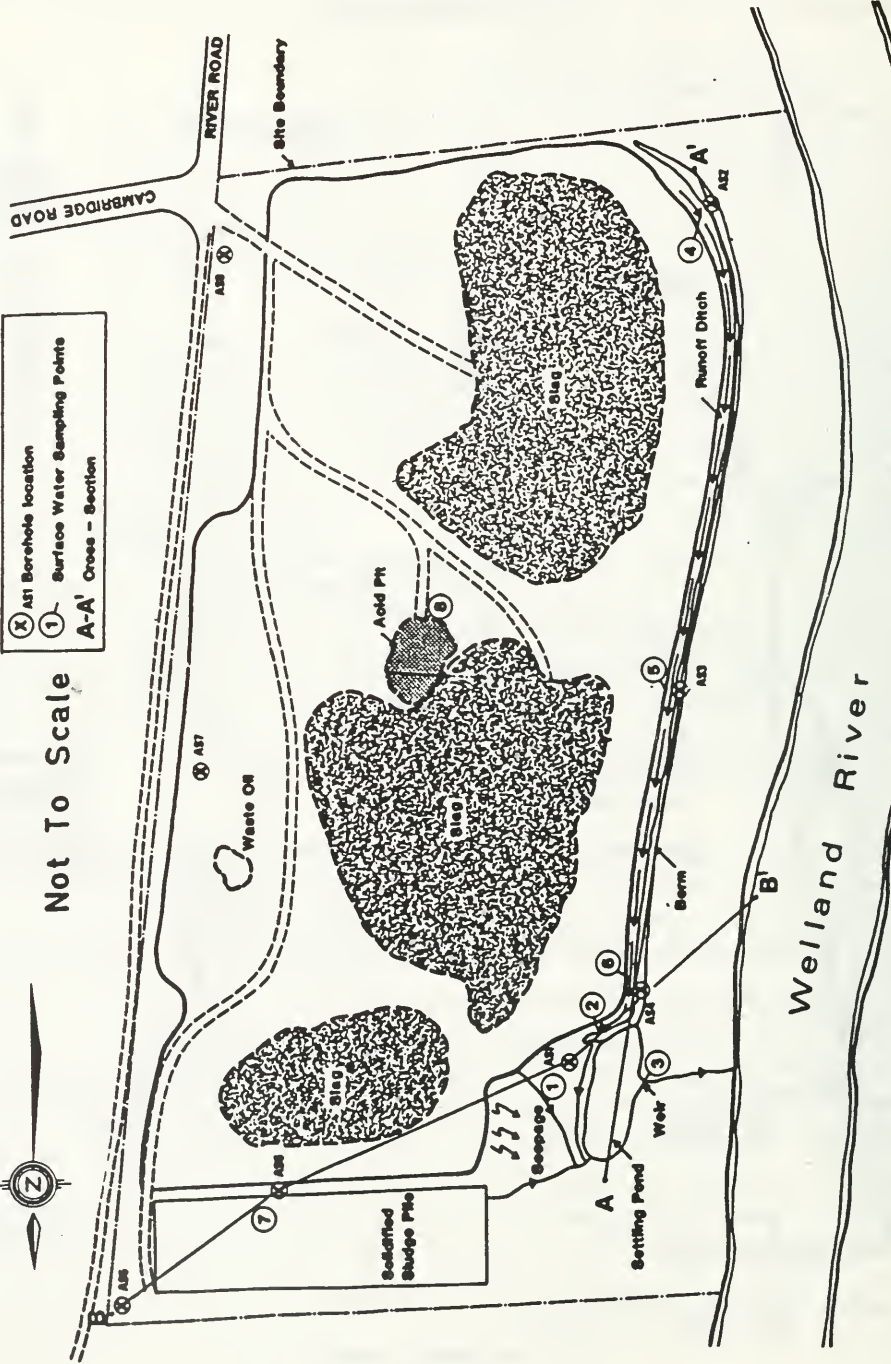 CAMBRIDGE ROAD
RIVER ROAD
Site Boundary
AS1 Borehole location
1 Surface Water Sampling Points
A-A' Cross - Section
Not To Scale
N
AS8
AS7
Waste Oil
Acid Pit
8
Slag
Slag
Slag
4
A'
AS2
Runoff Ditch
5
AS3
Berm
6
AS4
2
AS1
1
3
Weir
Seepage
A
Settling Pond
B'
Welland River
7
Solidified
Sludge Pile
B